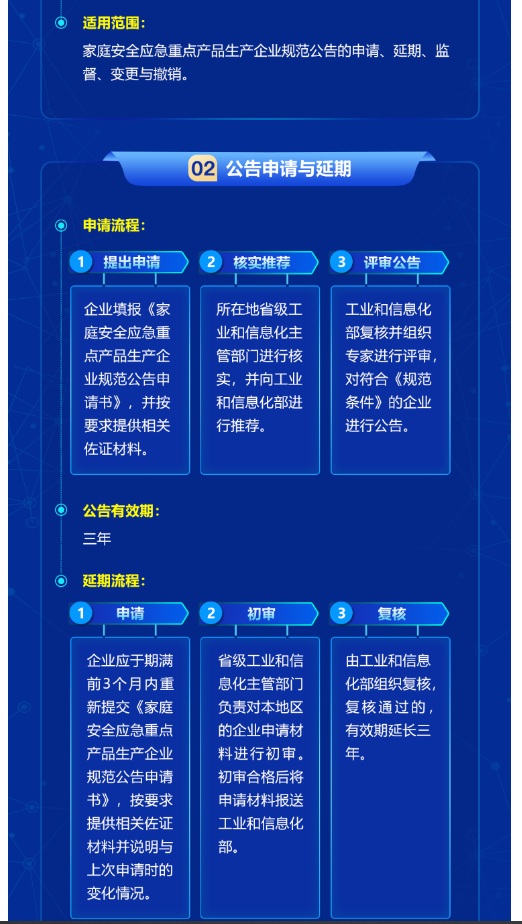 适用范围：
家庭安全应急重点产品生产企业规范公告的申请、延期、监
督、变更与撤销。
02 公告申请与延期
申请流程：
1 提出申请
企业填报《家
庭安全应急重
点产品生产企
业规范公告申
请书》，并按
要求提供相关
佐证材料。
2 核实推荐
所在地省级工
业和信息化主
管部门进行核
实，并向工业
和信息化部进
行推荐。
3 评审公告
工业和信息化
部复核并组织
专家进行评审，
对符合《规范
条件》的企业
进行公告。
公告有效期：
三年
延期流程：
1 申请
企业应于期满
前3个月内重
新提交《家庭
安全应急重点
产品生产企业
规范公告申请
书》，按要求
提供相关佐证
材料并说明与
上次申请时的
变化情况。
2 初审
省级工业和信
息化主管部门
负责对本地区
的企业申请材
料进行初审。
初审合格后将
申请材料报送
工业和信息化
部。
3 复核
由工业和信息
化部组织复核，
复核通过的，
有效期延长三
年。